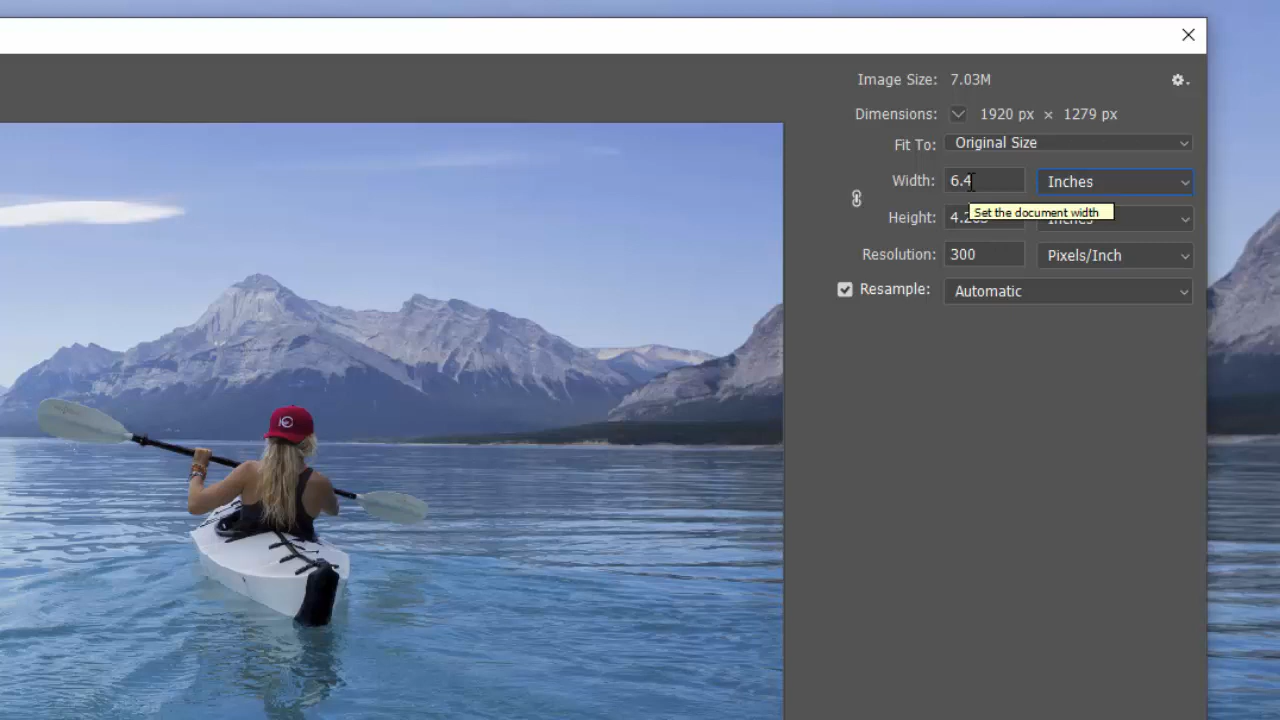 Image Size: 7.03M
Dimensions: 1920 px × 1279 px
Fit To: Original Size
Width: 6.4 Inches
Set the document width
Height: Inches
Resolution: 300 Pixels/Inch
Resample: Automatic